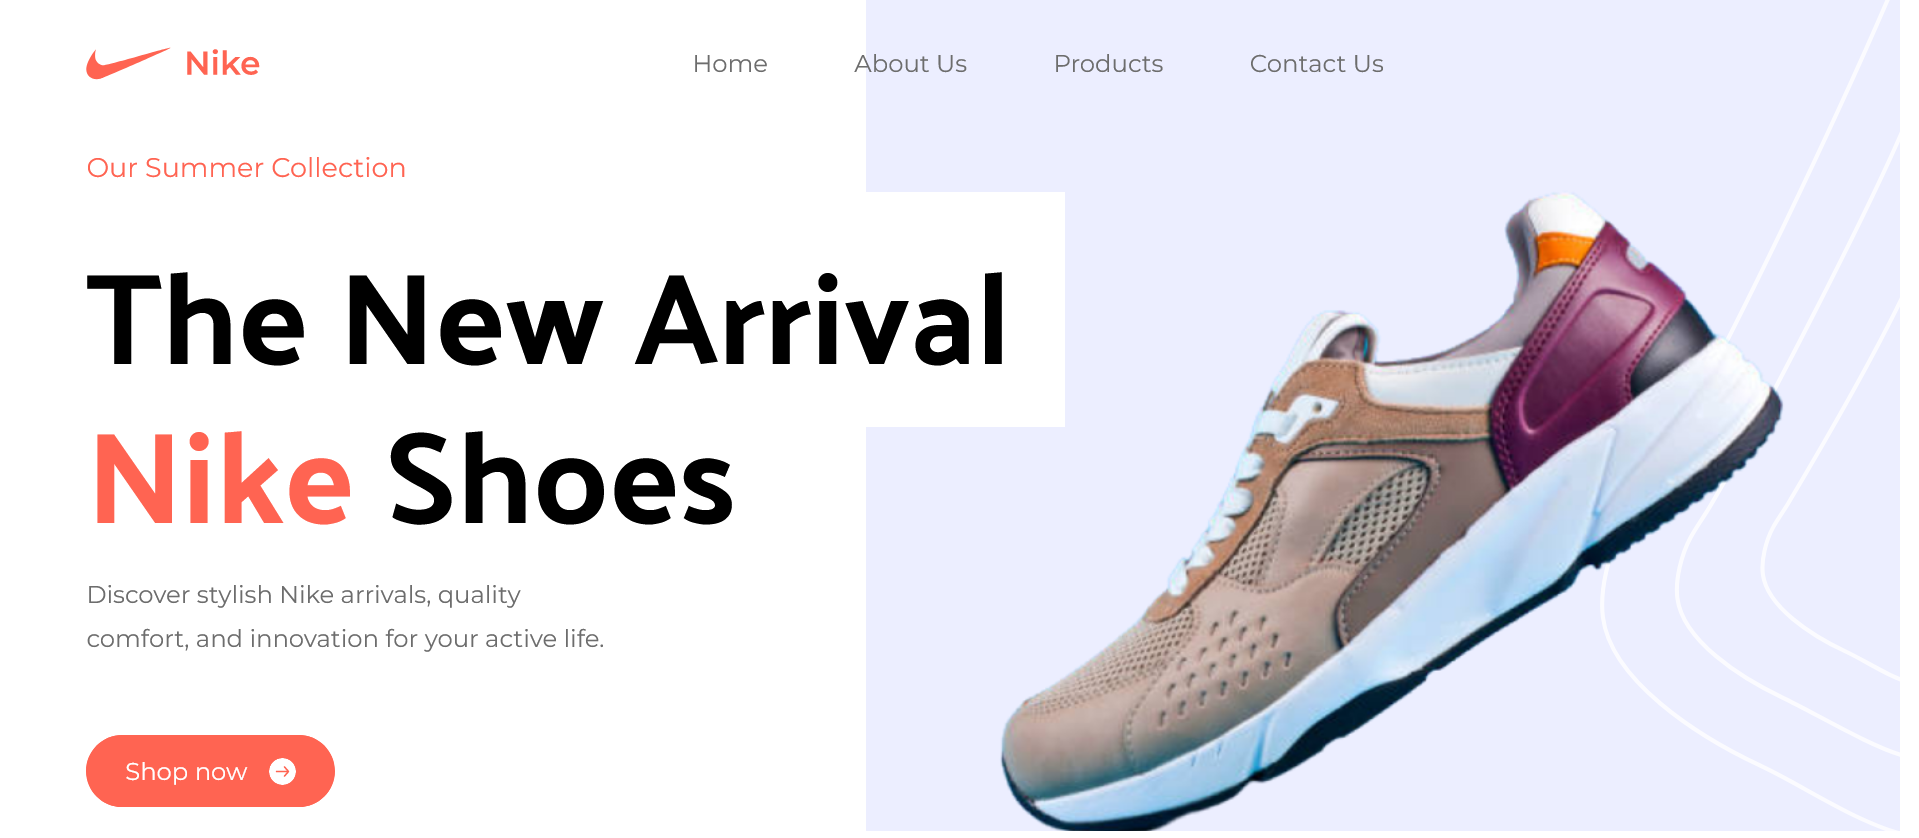 Nike
Home About Us Products Contact Us
Our Summer Collection
The New Arrival
Nike Shoes
Discover stylish Nike arrivals, quality
comfort, and innovation for your active life.
Shop now